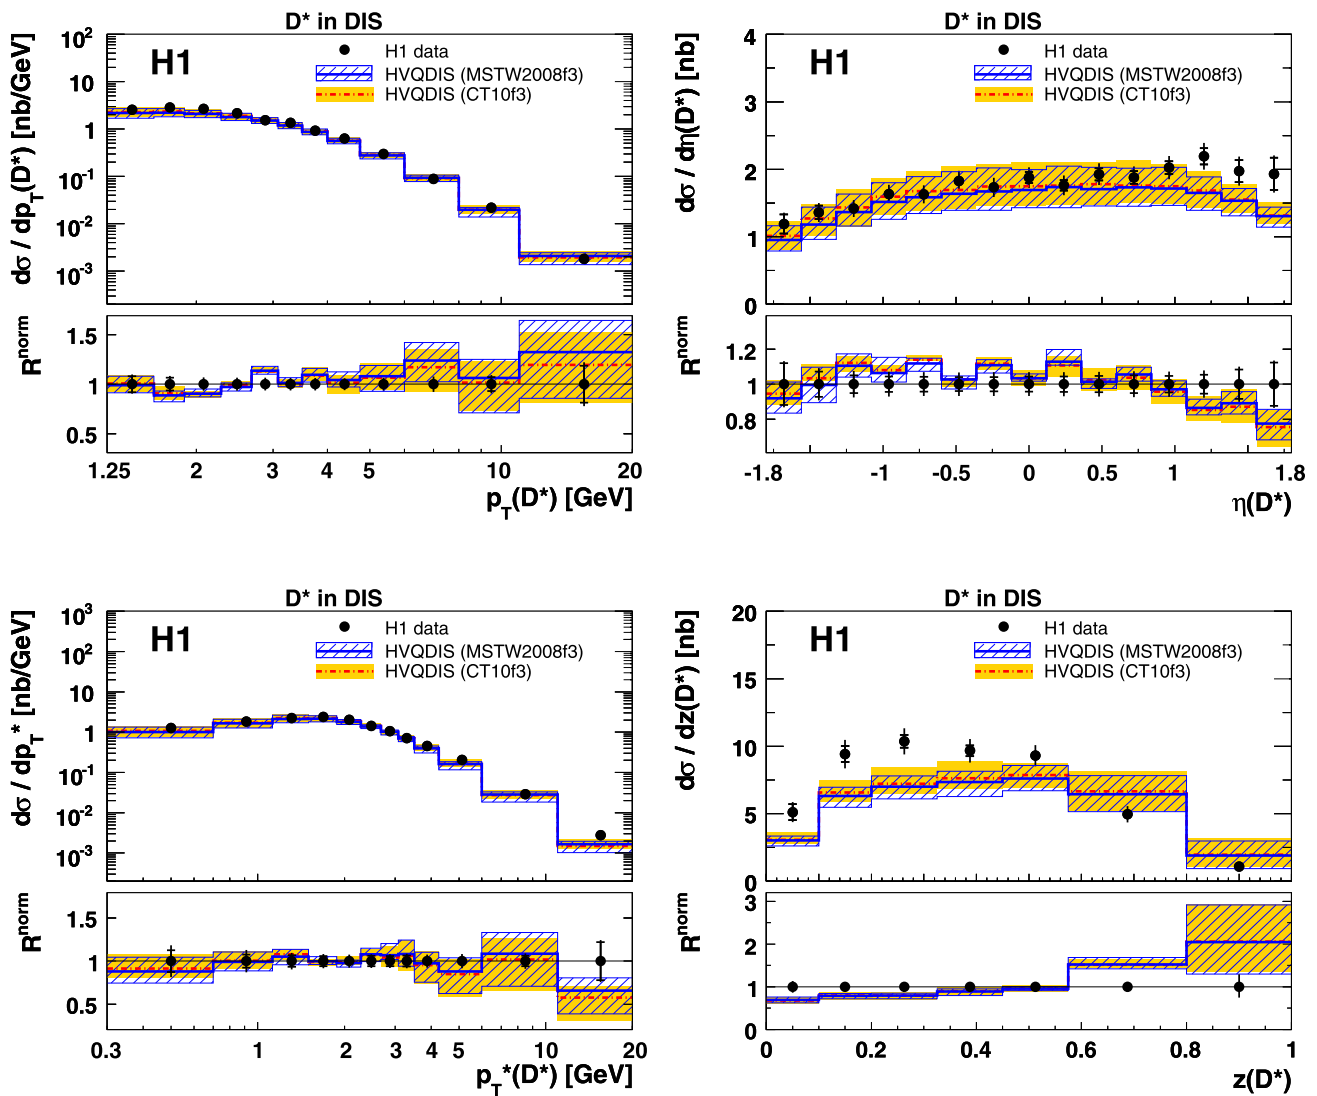 D* in DIS
H1
H1 data
HVQDIS (MSTW2008f3)
HVQDIS (CT10f3)
dσ / dp_T(D*) [nb/GeV]
10^2
10
1
10^-1
10^-2
10^-3
R^norm
1.5
1
0.5
1.25 2 3 4 5 10 20
p_T(D*) [GeV]
D* in DIS
H1
H1 data
HVQDIS (MSTW2008f3)
HVQDIS (CT10f3)
dσ / dη(D*) [nb]
4
3
2
1
0
R^norm
1.2
1
0.8
-1.8 -1 -0.5 0 0.5 1 1.8
η(D*)
D* in DIS
H1
H1 data
HVQDIS (MSTW2008f3)
HVQDIS (CT10f3)
dσ / dp_T* [nb/GeV]
10^3
10^2
10
1
10^-1
10^-2
10^-3
R^norm
1.5
1
0.5
0.3 1 2 3 4 5 10 20
p_T*(D*) [GeV]
D* in DIS
H1
H1 data
HVQDIS (MSTW2008f3)
HVQDIS (CT10f3)
dσ / dz(D*) [nb]
20
15
10
5
0
R^norm
3
2
1
0
0 0.2 0.4 0.6 0.8 1
z(D*)